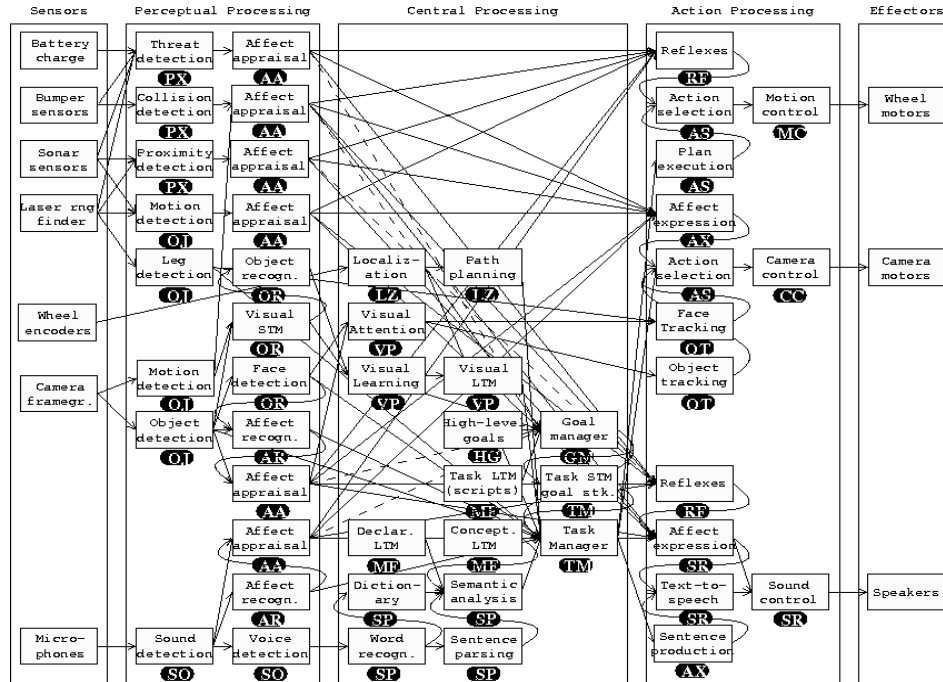 Sensors Perceptual Processing Central Processing Action Processing Effectors
Battery charge
Threat detection
PX
Affect appraisal
AA
Reflexes
RF
Bumper sensors
Collision detection
PX
Affect appraisal
AA
Action selection
AS
Motion control
MC
Wheel motors
Sonar sensors
Proximity detection
PX
Affect appraisal
AA
Plan execution
AS
Laser rng finder
Motion detection
OJ
Affect appraisal
AA
Affect expression
AX
Leg detection
OJ
Object recogn.
OR
Localiz-
ation
LZ
Path planning
LZ
Action selection
AS
Camera control
CC
Camera motors
Wheel encoders
Visual STM
OR
Visual Attention
VP
Face Tracking
OT
Camera framegr.
Motion detection
OJ
Face detection
OR
Visual Learning
VP
Visual LTM
VP
Object tracking
OT
Object detection
OJ
Affect recogn.
AR
High-leve
goals
HG
Goal manager
GM
Affect appraisal
AA
Task LTM
(scripts)
MF
Task STM
goal stk.
TM
Reflexes
RF
Affect appraisal
AA
Declar. LTM
MF
Concept. LTM
MF
Task Manager
TM
Affect expression
SR
Affect recogn.
AR
Diction-
ary
SP
Semantic analysis
SP
Text-to-
speech
SR
Sound control
SR
Speakers
Micro-
phones
Sound detection
SO
Voice detection
SO
Word recogn.
SP
Sentence parsing
SP
Sentence production
AX